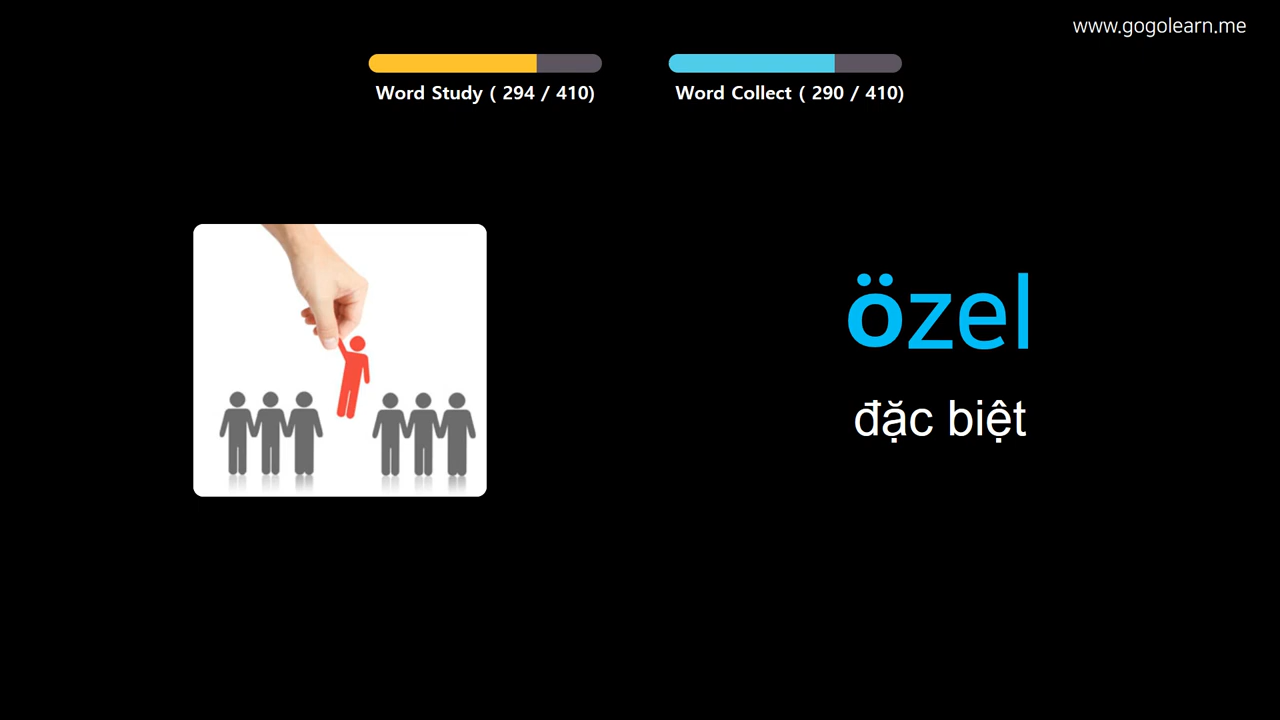 www.gogolearn.me
Word Study ( 294 / 410)
Word Collect ( 290 / 410)
özel
đặc biệt